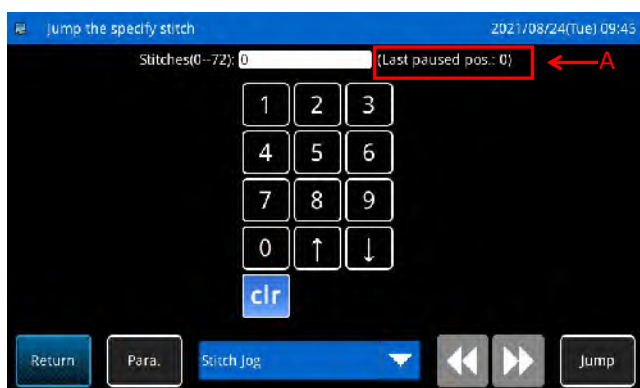 Jump the specify stitch 2021/08/24(Tue) 09:45
Stitches(0--72): 0 (Last paused pos.: 0) A
1 2 3
4 5 6
7 8 9
0 ↑ ↓
clr
Return Para. Stitch Jog Jump